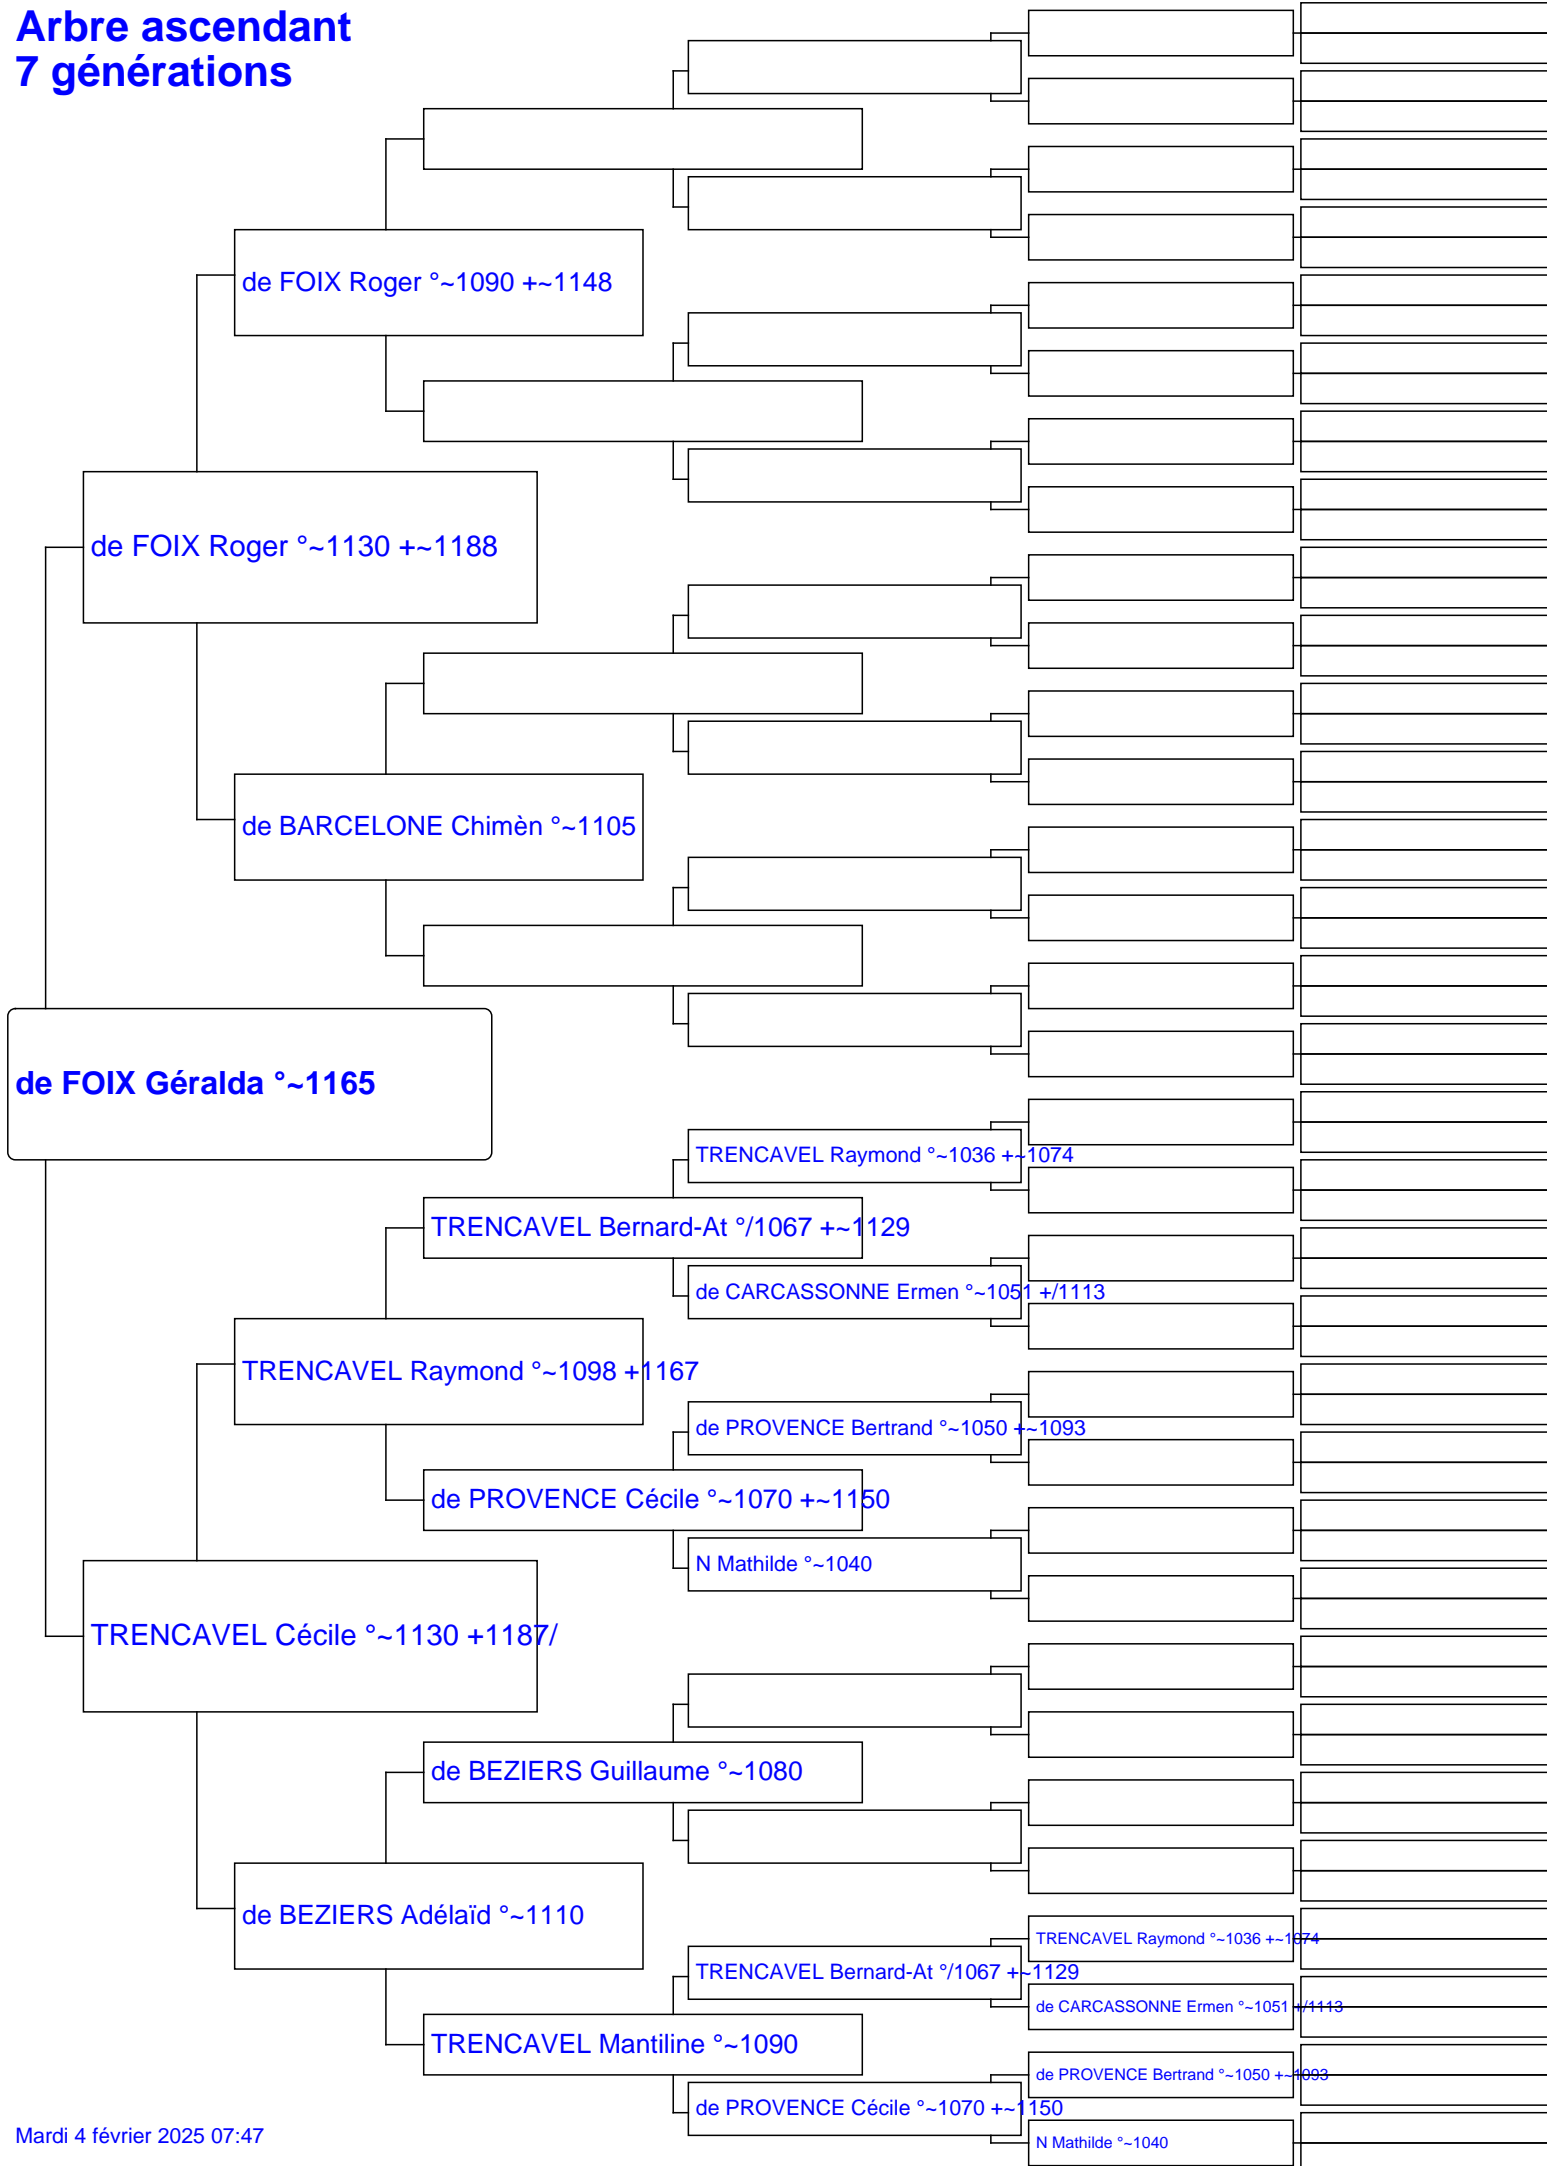 Arbre ascendant
7 générations
de FOIX Roger °~1090 +~1148
de FOIX Roger °~1130 +~1188
de BARCELONE Chimèn °~1105
de FOIX Géralda °~1165
TRENCAVEL Raymond °~1036 +~1074
TRENCAVEL Bernard-At °/1067 +~1129
de CARCASSONNE Ermen °~1051 +/1113
TRENCAVEL Raymond °~1098 +1167
de PROVENCE Bertrand °~1050 +~1093
de PROVENCE Cécile °~1070 +~1150
N Mathilde °~1040
TRENCAVEL Cécile °~1130 +1187/
de BEZIERS Guillaume °~1080
de BEZIERS Adélaïd °~1110
TRENCAVEL Raymond °~1036 +~1074
TRENCAVEL Bernard-At °/1067 +~1129
de CARCASSONNE Ermen °~1051 +/1113
TRENCAVEL Mantiline °~1090
de PROVENCE Bertrand °~1050 +~1093
de PROVENCE Cécile °~1070 +~1150
N Mathilde °~1040
Mardi 4 février 2025 07:47